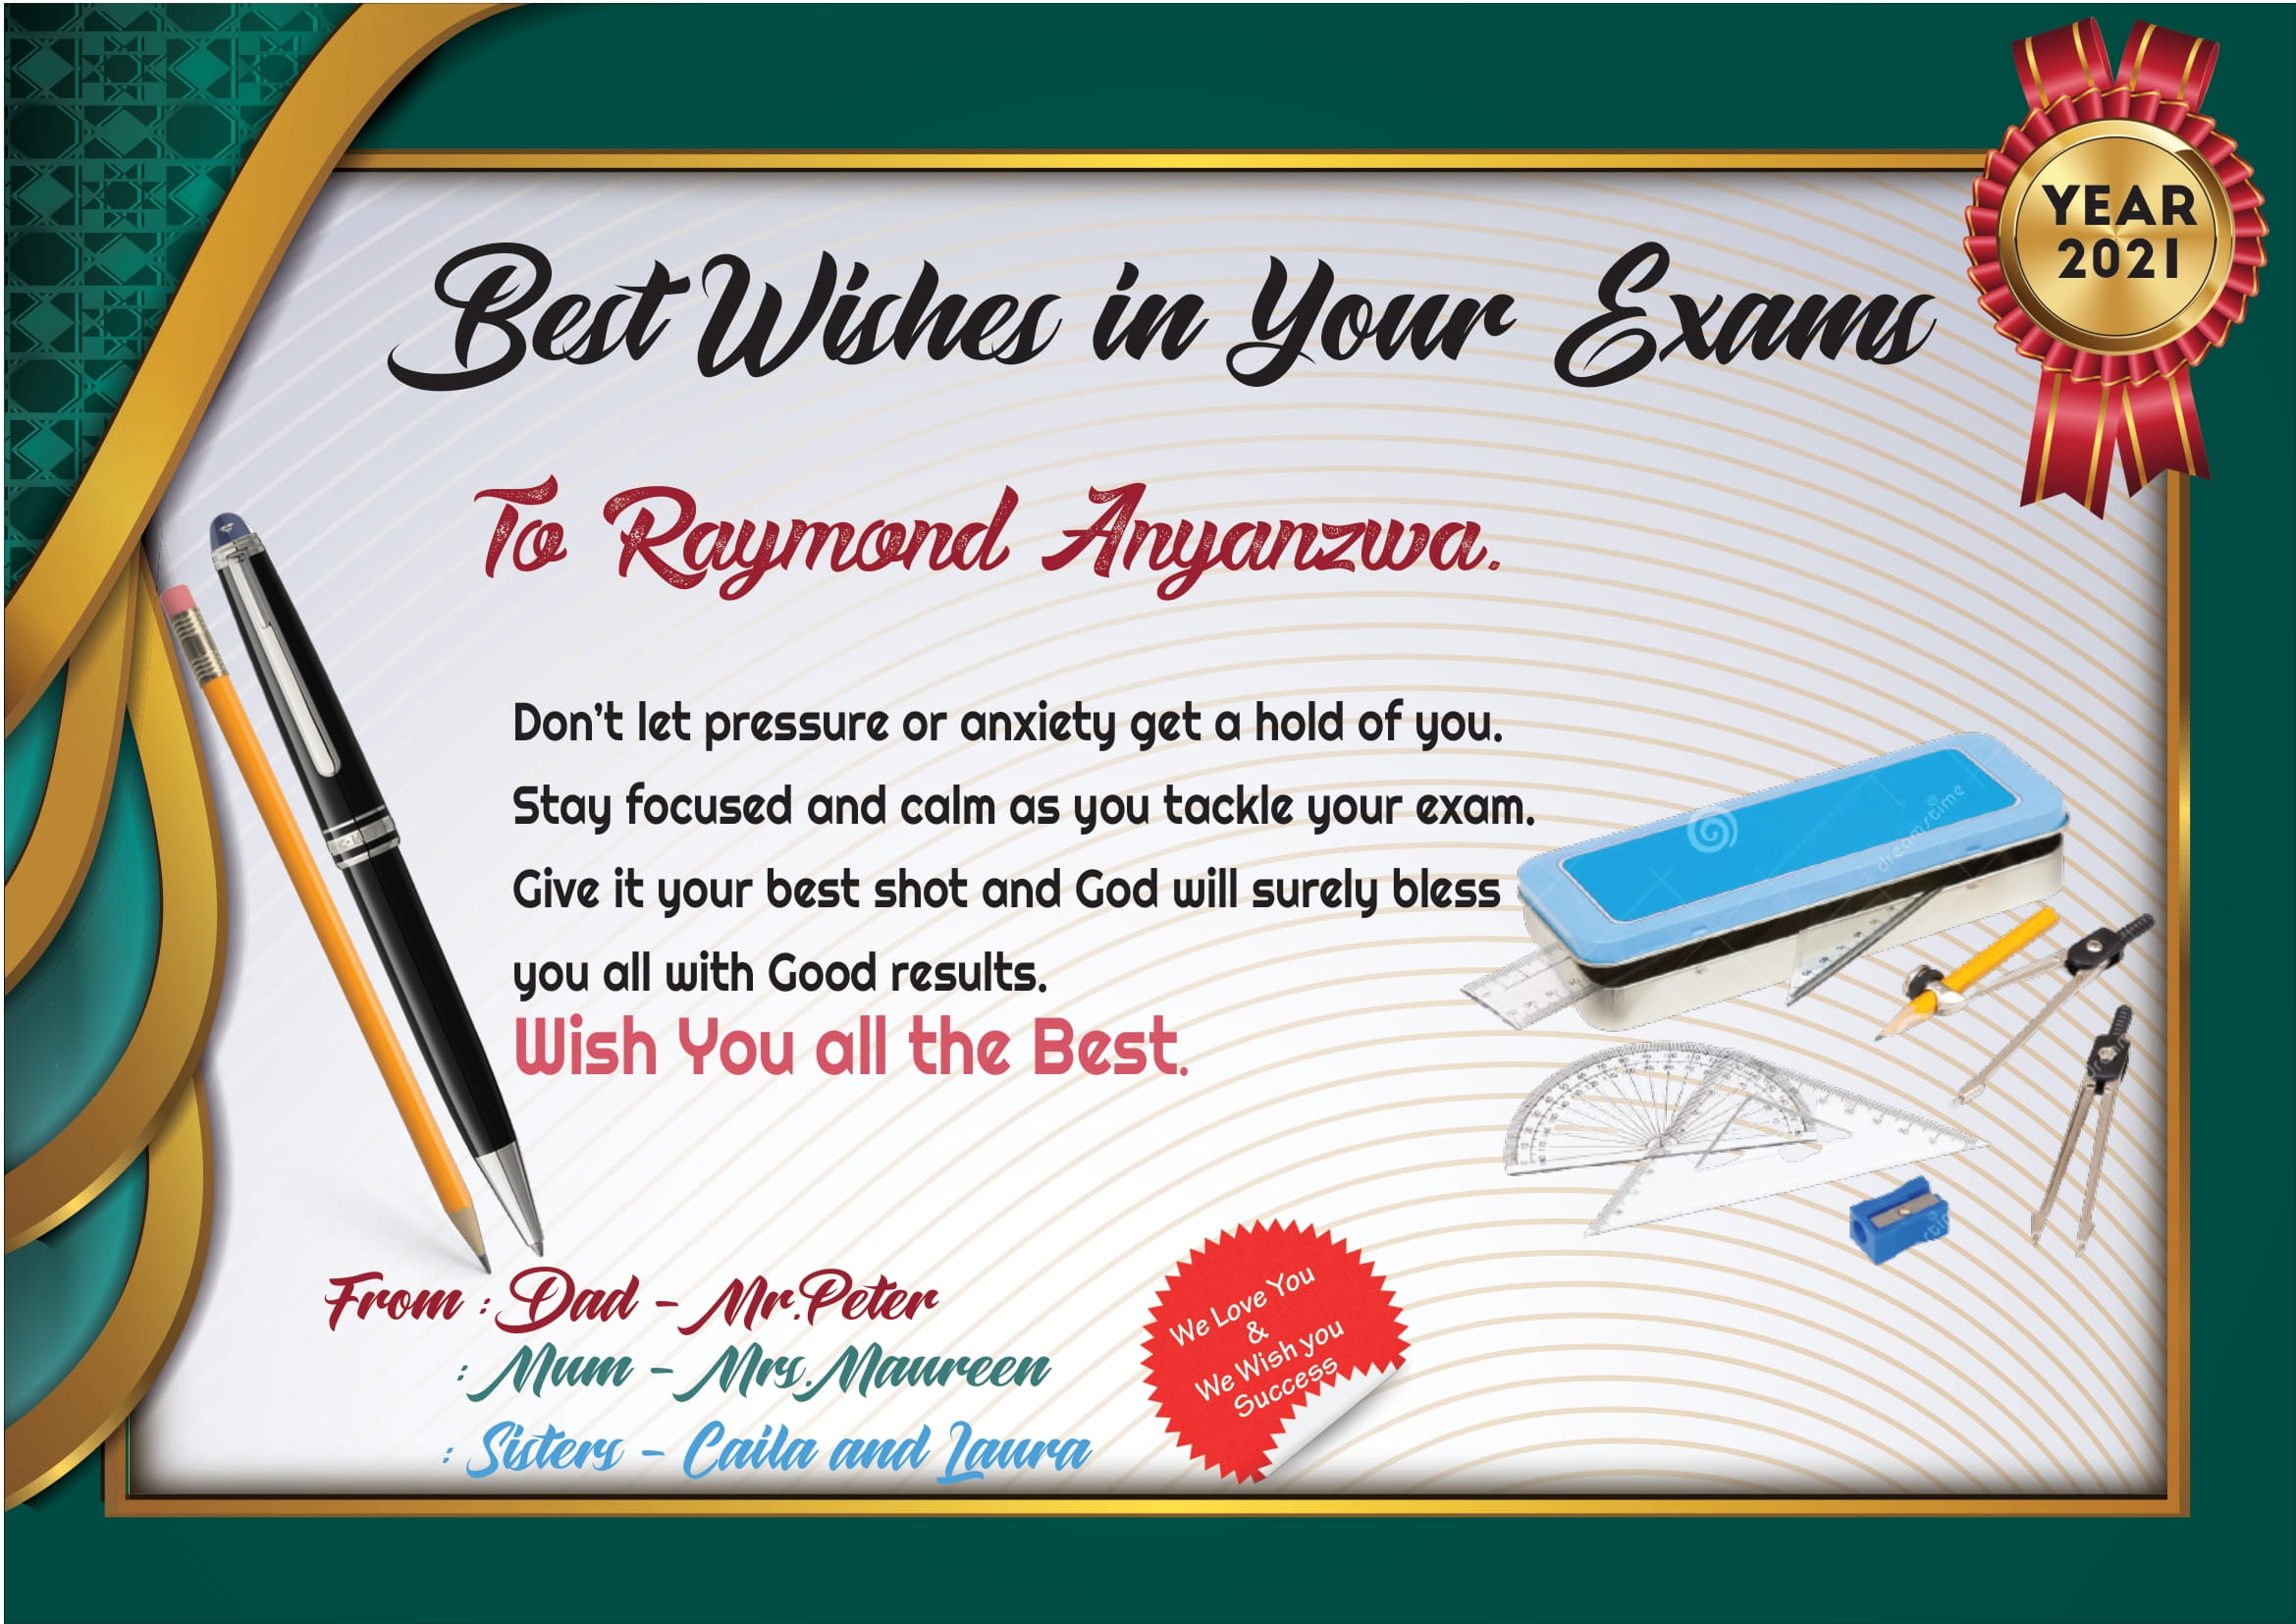 YEAR
2021
Best Wishes in Your Exams
To Raymond Anyanzwa.
Don't let pressure or anxiety get a hold of you.
Stay focused and calm as you tackle your exam.
Give it your best shot and God will surely bless
you all with Good results.
Wish You all the Best.
dreamstime
From : Dad - Mr.Peter
: Mum - Mrs.Maureen
: Sisters - Caila and Laura
We Love You
&
We Wish you
Success